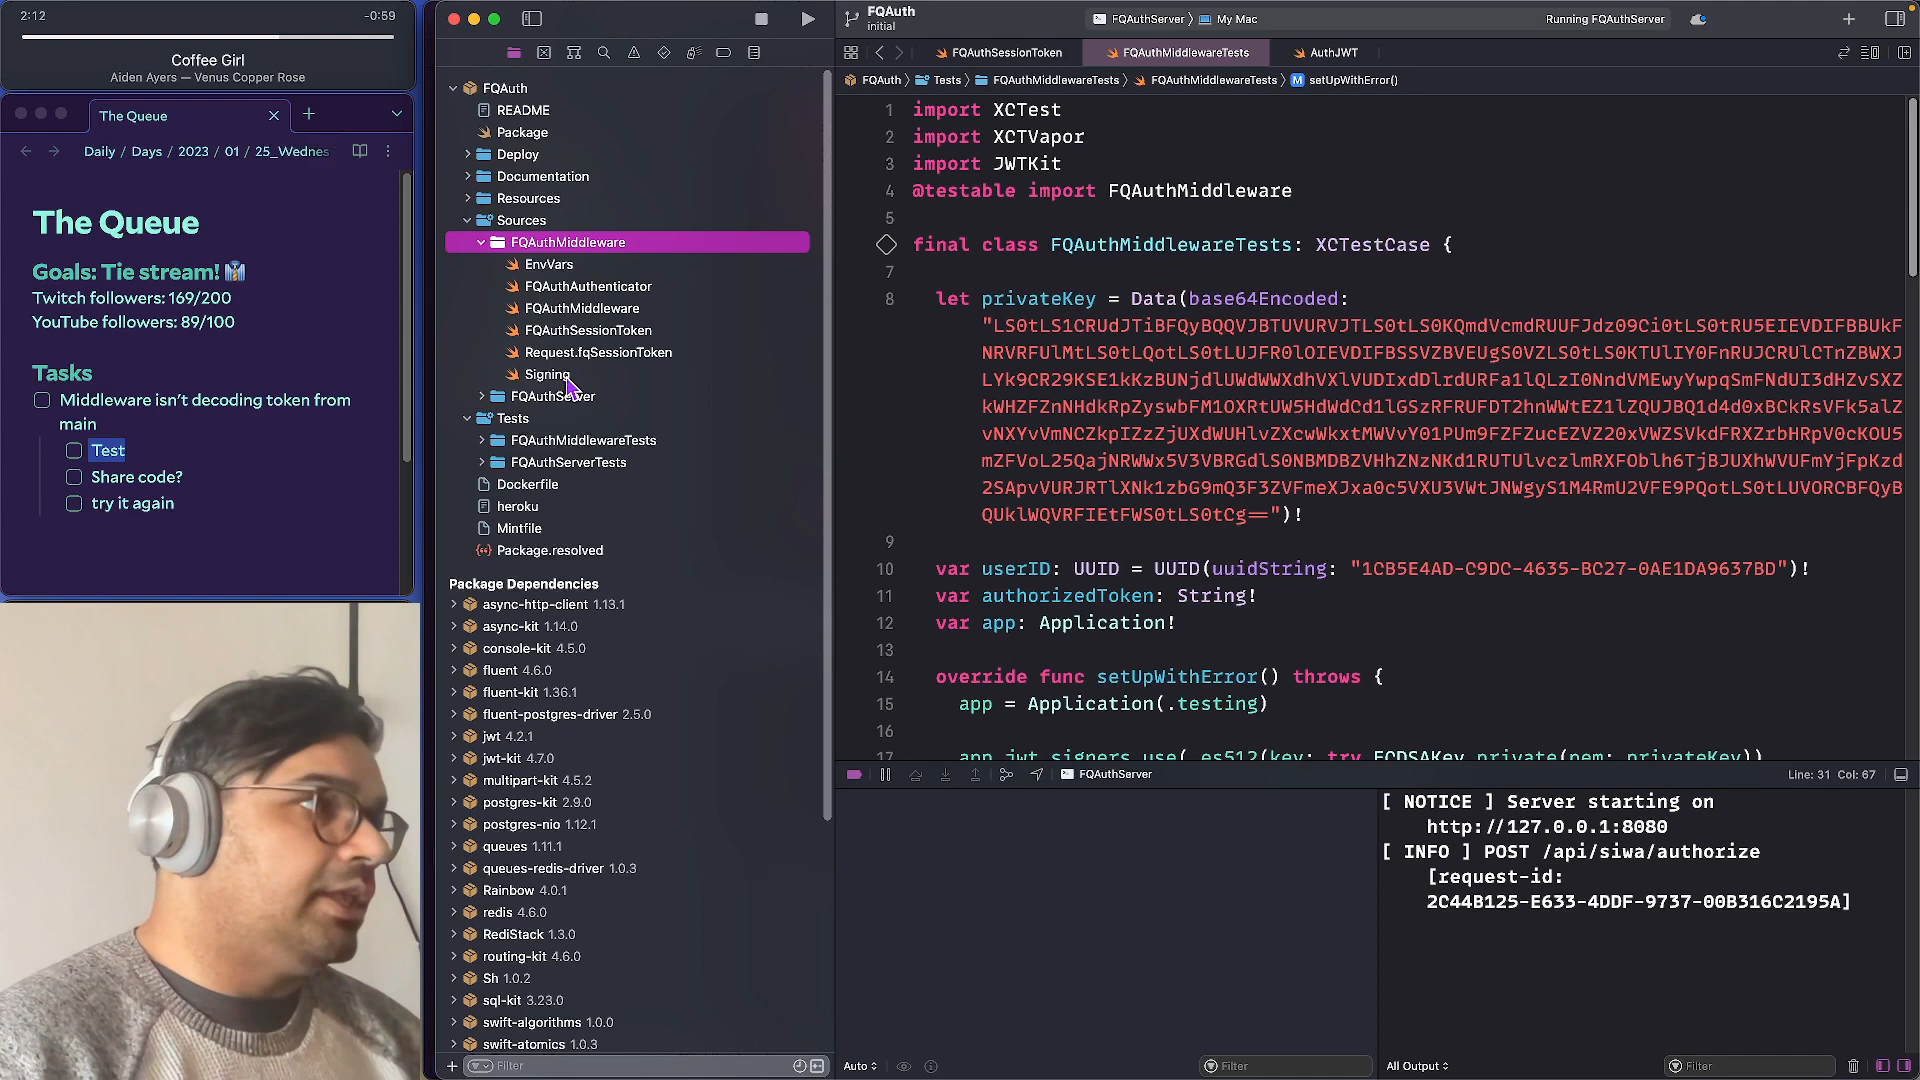 2:12
-0:59
Coffee Girl
Aiden Ayers — Venus Copper Rose
The Queue
Daily / Days / 2023 / 01 / 25_Wednes
The Queue
Goals: Tie stream! 👔
Twitch followers: 169/200
YouTube followers: 89/100
Tasks
Middleware isn't decoding token from
main
Test
Share code?
try it again
FQAuth
README
Package
Deploy
Documentation
Resources
Sources
FQAuthMiddleware
EnvVars
FQAuthAuthenticator
FQAuthMiddleware
FQAuthSessionToken
Request.fqSessionToken
Signing
FQAuthServer
Tests
FQAuthMiddlewareTests
FQAuthServerTests
Dockerfile
heroku
Mintfile
Package.resolved
Package Dependencies
async-http-client 1.13.1
async-kit 1.14.0
console-kit 4.5.0
fluent 4.6.0
fluent-kit 1.36.1
fluent-postgres-driver 2.5.0
jwt 4.2.1
jwt-kit 4.7.0
multipart-kit 4.5.2
postgres-kit 2.9.0
postgres-nio 1.12.1
queues 1.11.1
queues-redis-driver 1.0.3
Rainbow 4.0.1
redis 4.6.0
RediStack 1.3.0
routing-kit 4.6.0
Sh 1.0.2
sql-kit 3.23.0
swift-algorithms 1.0.0
swift-atomics 1.0.3
Filter
FQAuth
initial
FQAuthServer 〉 My Mac
Running FQAuthServer
FQAuthSessionToken
FQAuthMiddlewareTests
AuthJWT
FQAuth 〉 Tests 〉 FQAuthMiddlewareTests 〉 FQAuthMiddlewareTests 〉 M setUpWithError()
1 import XCTest
2 import XCTVapor
3 import JWTKit
4 @testable import FQAuthMiddleware
5
6 final class FQAuthMiddlewareTests: XCTestCase {
7
8 let privateKey = Data(base64Encoded:
9
10 var userID: UUID = UUID(uuidString: "1CB5E4AD-C9DC-4635-BC27-0AE1DA9637BD")!
11 var authorizedToken: String!
12 var app: Application!
13
14 override func setUpWithError() throws {
15 app = Application(.testing)
16
17 app.jwt.signers.use(.es512(key: try ECDSAKey.private(pem: privateKey))
FQAuthServer
Line: 31 Col: 67
[ NOTICE ] Server starting on
http://127.0.0.1:8080
[ INFO ] POST /api/siwa/authorize
[request-id:
2C44B125-E633-4DDF-9737-00B316C2195A]
Auto
Filter
All Output
Filter